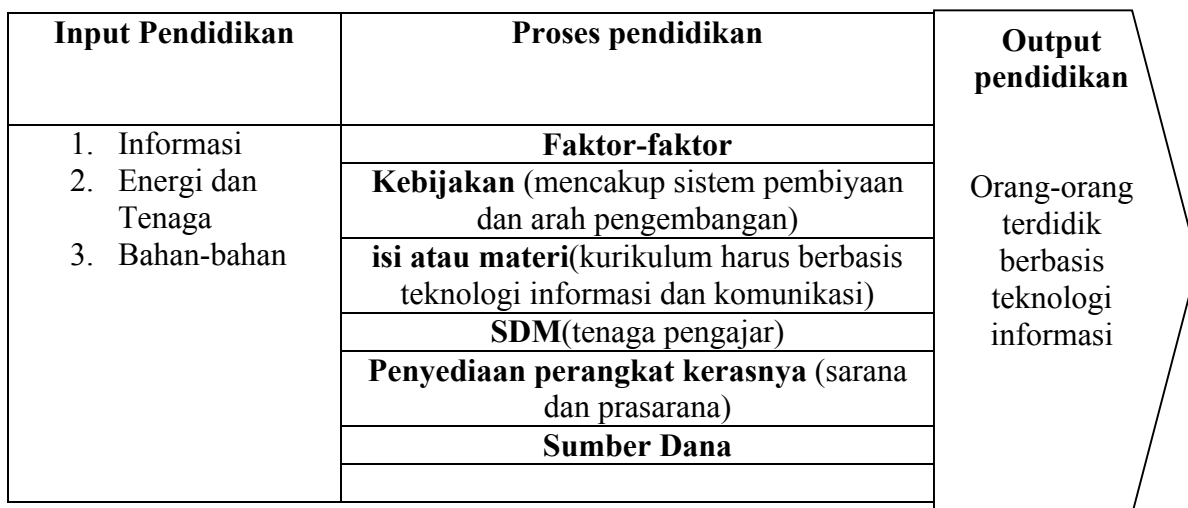 Input Pendidikan
1. Informasi
2. Energi dan
Tenaga
3. Bahan-bahan
Proses pendidikan
Faktor-faktor
Kebijakan (mencakup sistem pembiyaan
dan arah pengembangan)
isi atau materi(kurikulum harus berbasis
teknologi informasi dan komunikasi)
SDM(tenaga pengajar)
Penyediaan perangkat kerasnya (sarana
dan prasarana)
Sumber Dana
Output
pendidikan
Orang-orang
terdidik
berbasis
teknologi
informasi